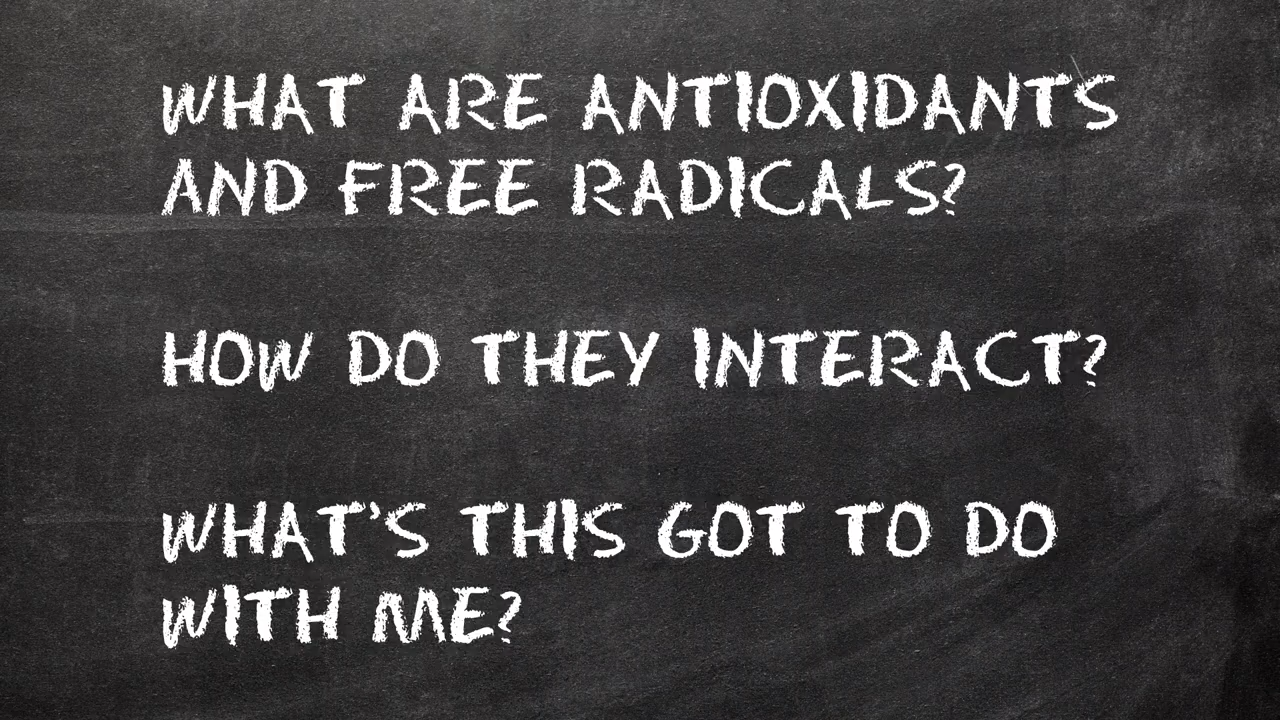 WHAT ARE ANTIOXIDANTS
AND FREE RADICALS?
HOW DO THEY INTERACT?
WHAT'S THIS GOT TO DO
WITH ME?